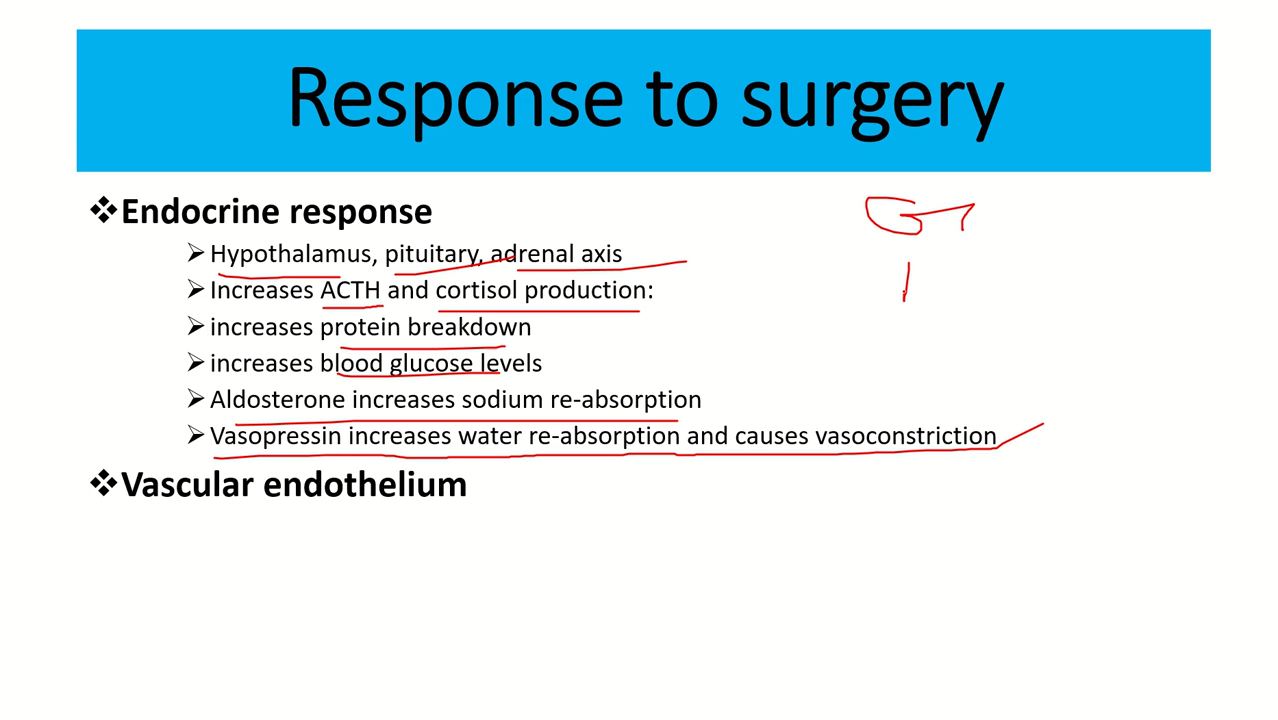 Response to surgery
❖Endocrine response
➢Hypothalamus, pituitary, adrenal axis
➢Increases ACTH and cortisol production:
➢increases protein breakdown
➢increases blood glucose levels
➢Aldosterone increases sodium re-absorption
➢Vasopressin increases water re-absorption and causes vasoconstriction
❖Vascular endothelium